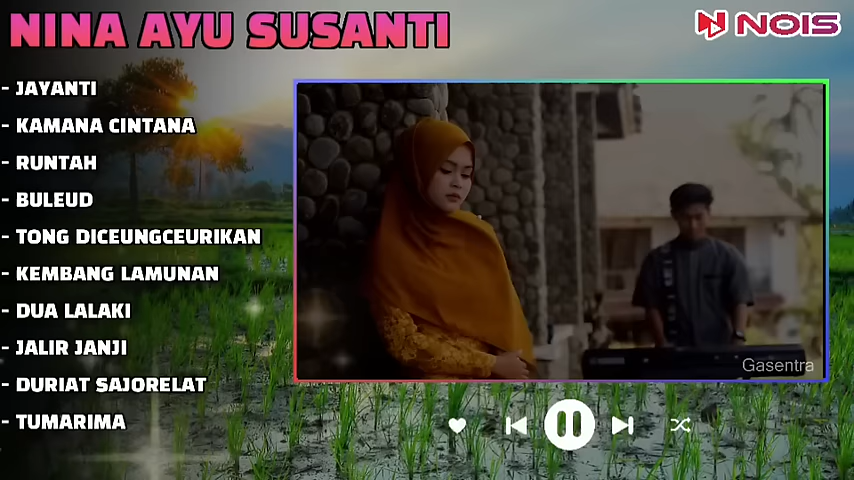 NINA AYU SUSANTI
NOIS
- JAYANTI
- KAMANA CINTANA
- RUNTAH
- BULEUD
- TONG DICEUNGCEURIKAN
- KEMBANG LAMUNAN
- DUA LALAKI
- JALIR JANJI
- DURIAT SAJORELAT
- TUMARIMA
Gasentra